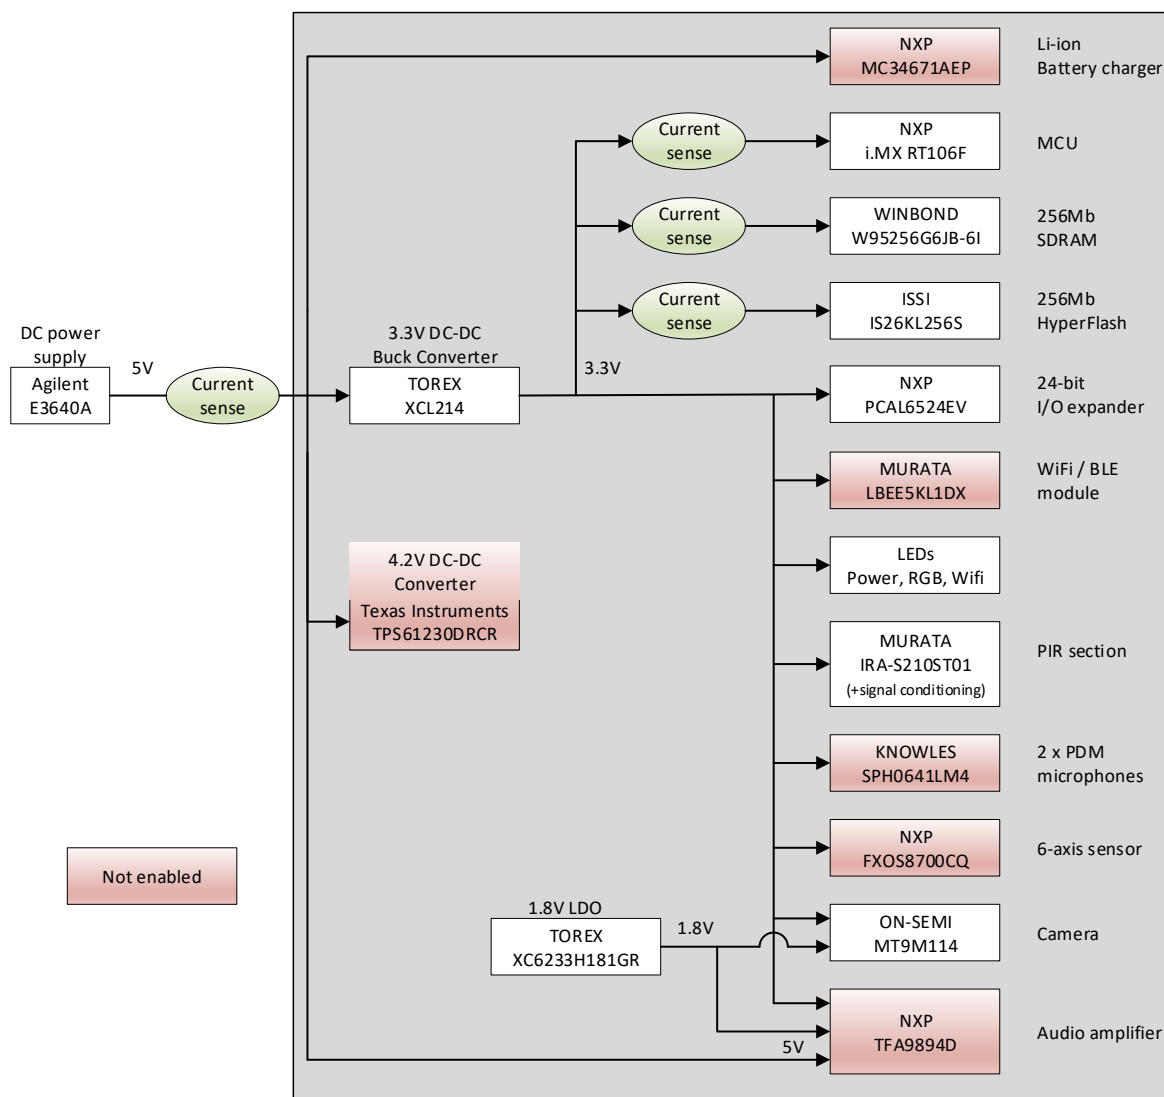 NXP
MC34671AEP
Li-ion
Battery charger
Current
sense
NXP
i.MX RT106F
MCU
Current
sense
WINBOND
W95256G6JB-6I
256Mb
SDRAM
Current
sense
ISSI
IS26KL256S
256Mb
HyperFlash
DC power
supply
Agilent
E3640A
5V
Current
sense
3.3V DC-DC
Buck Converter
TOREX
XCL214
3.3V
NXP
PCAL6524EV
24-bit
I/O expander
MURATA
LBEE5KL1DX
WiFi / BLE
module
4.2V DC-DC
Converter
Texas Instruments
TPS61230DRCR
LEDs
Power, RGB, Wifi
MURATA
IRA-S210ST01
(+signal conditioning)
PIR section
KNOWLES
SPH0641LM4
2 x PDM
microphones
Not enabled
NXP
FXOS8700CQ
6-axis sensor
1.8V LDO
TOREX
XC6233H181GR
1.8V
ON-SEMI
MT9M114
Camera
5V
NXP
TFA9894D
Audio amplifier